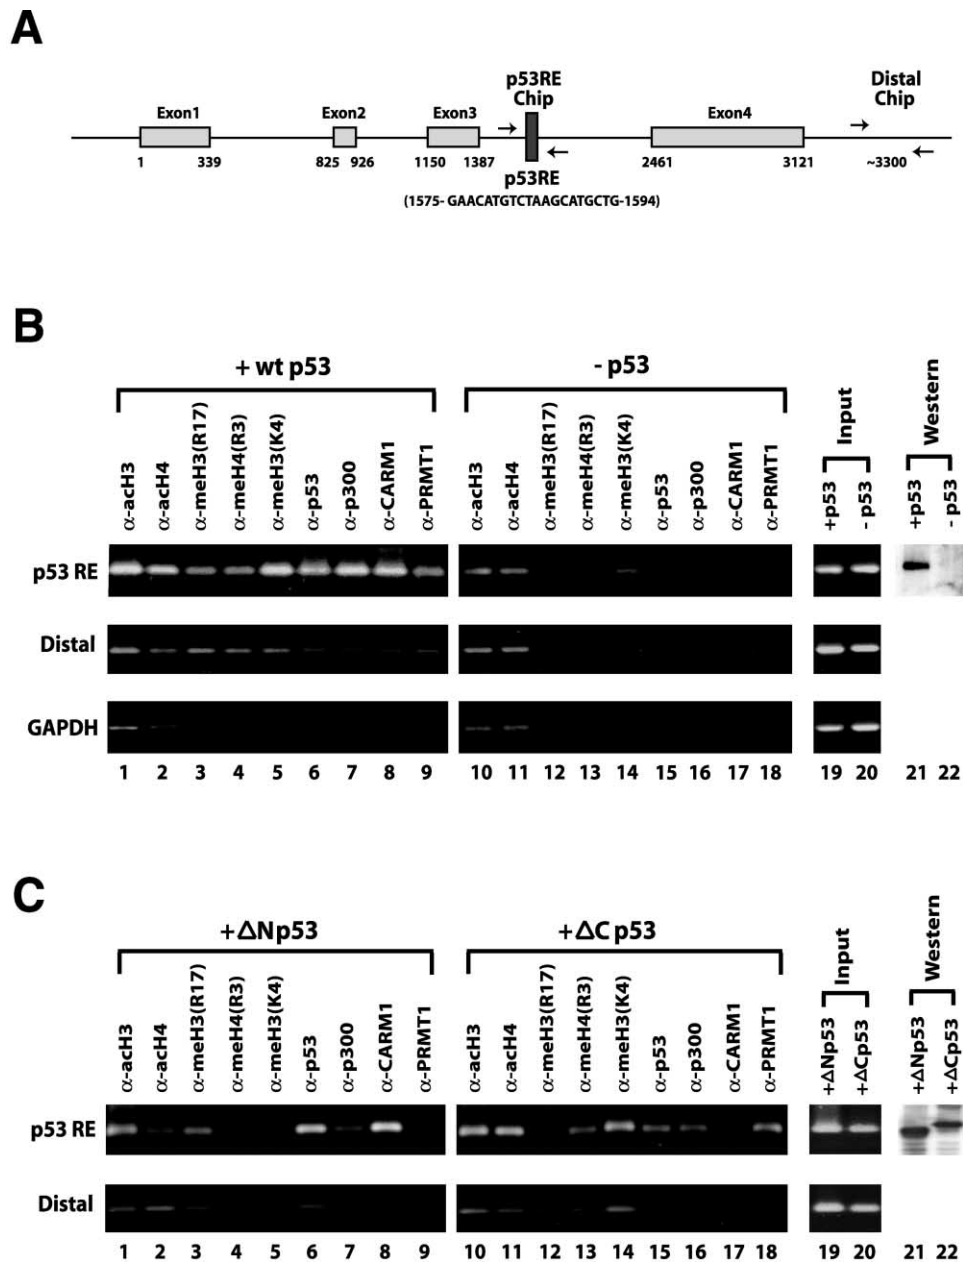 A
p53RE
Chip
Distal
Chip
Exon1
Exon2
Exon3
Exon4
1 339 825 926 1150 1387 2461 3121 ~3300
p53RE
(1575- GAACATGTCTAAGCATGCTG-1594)
B
+ wt p53
- p53
Input
Western
α-acH3
α-acH4
α-meH3(R17)
α-meH4(R3)
α-meH3(K4)
α-p53
α-p300
α-CARM1
α-PRMT1
α-acH3
α-acH4
α-meH3(R17)
α-meH4(R3)
α-meH3(K4)
α-p53
α-p300
α-CARM1
α-PRMT1
+p53
- p53
+p53
- p53
p53 RE
Distal
GAPDH
1 2 3 4 5 6 7 8 9 10 11 12 13 14 15 16 17 18 19 20 21 22
C
+ΔNp53
+ΔC p53
Input
Western
α-acH3
α-acH4
α-meH3(R17)
α-meH4(R3)
α-meH3(K4)
α-p53
α-p300
α-CARM1
α-PRMT1
α-acH3
α-acH4
α-meH3(R17)
α-meH4(R3)
α-meH3(K4)
α-p53
α-p300
α-CARM1
α-PRMT1
+ΔNp53
+ΔCp53
+ΔNp53
+ΔCp53
p53 RE
Distal
1 2 3 4 5 6 7 8 9 10 11 12 13 14 15 16 17 18 19 20 21 22